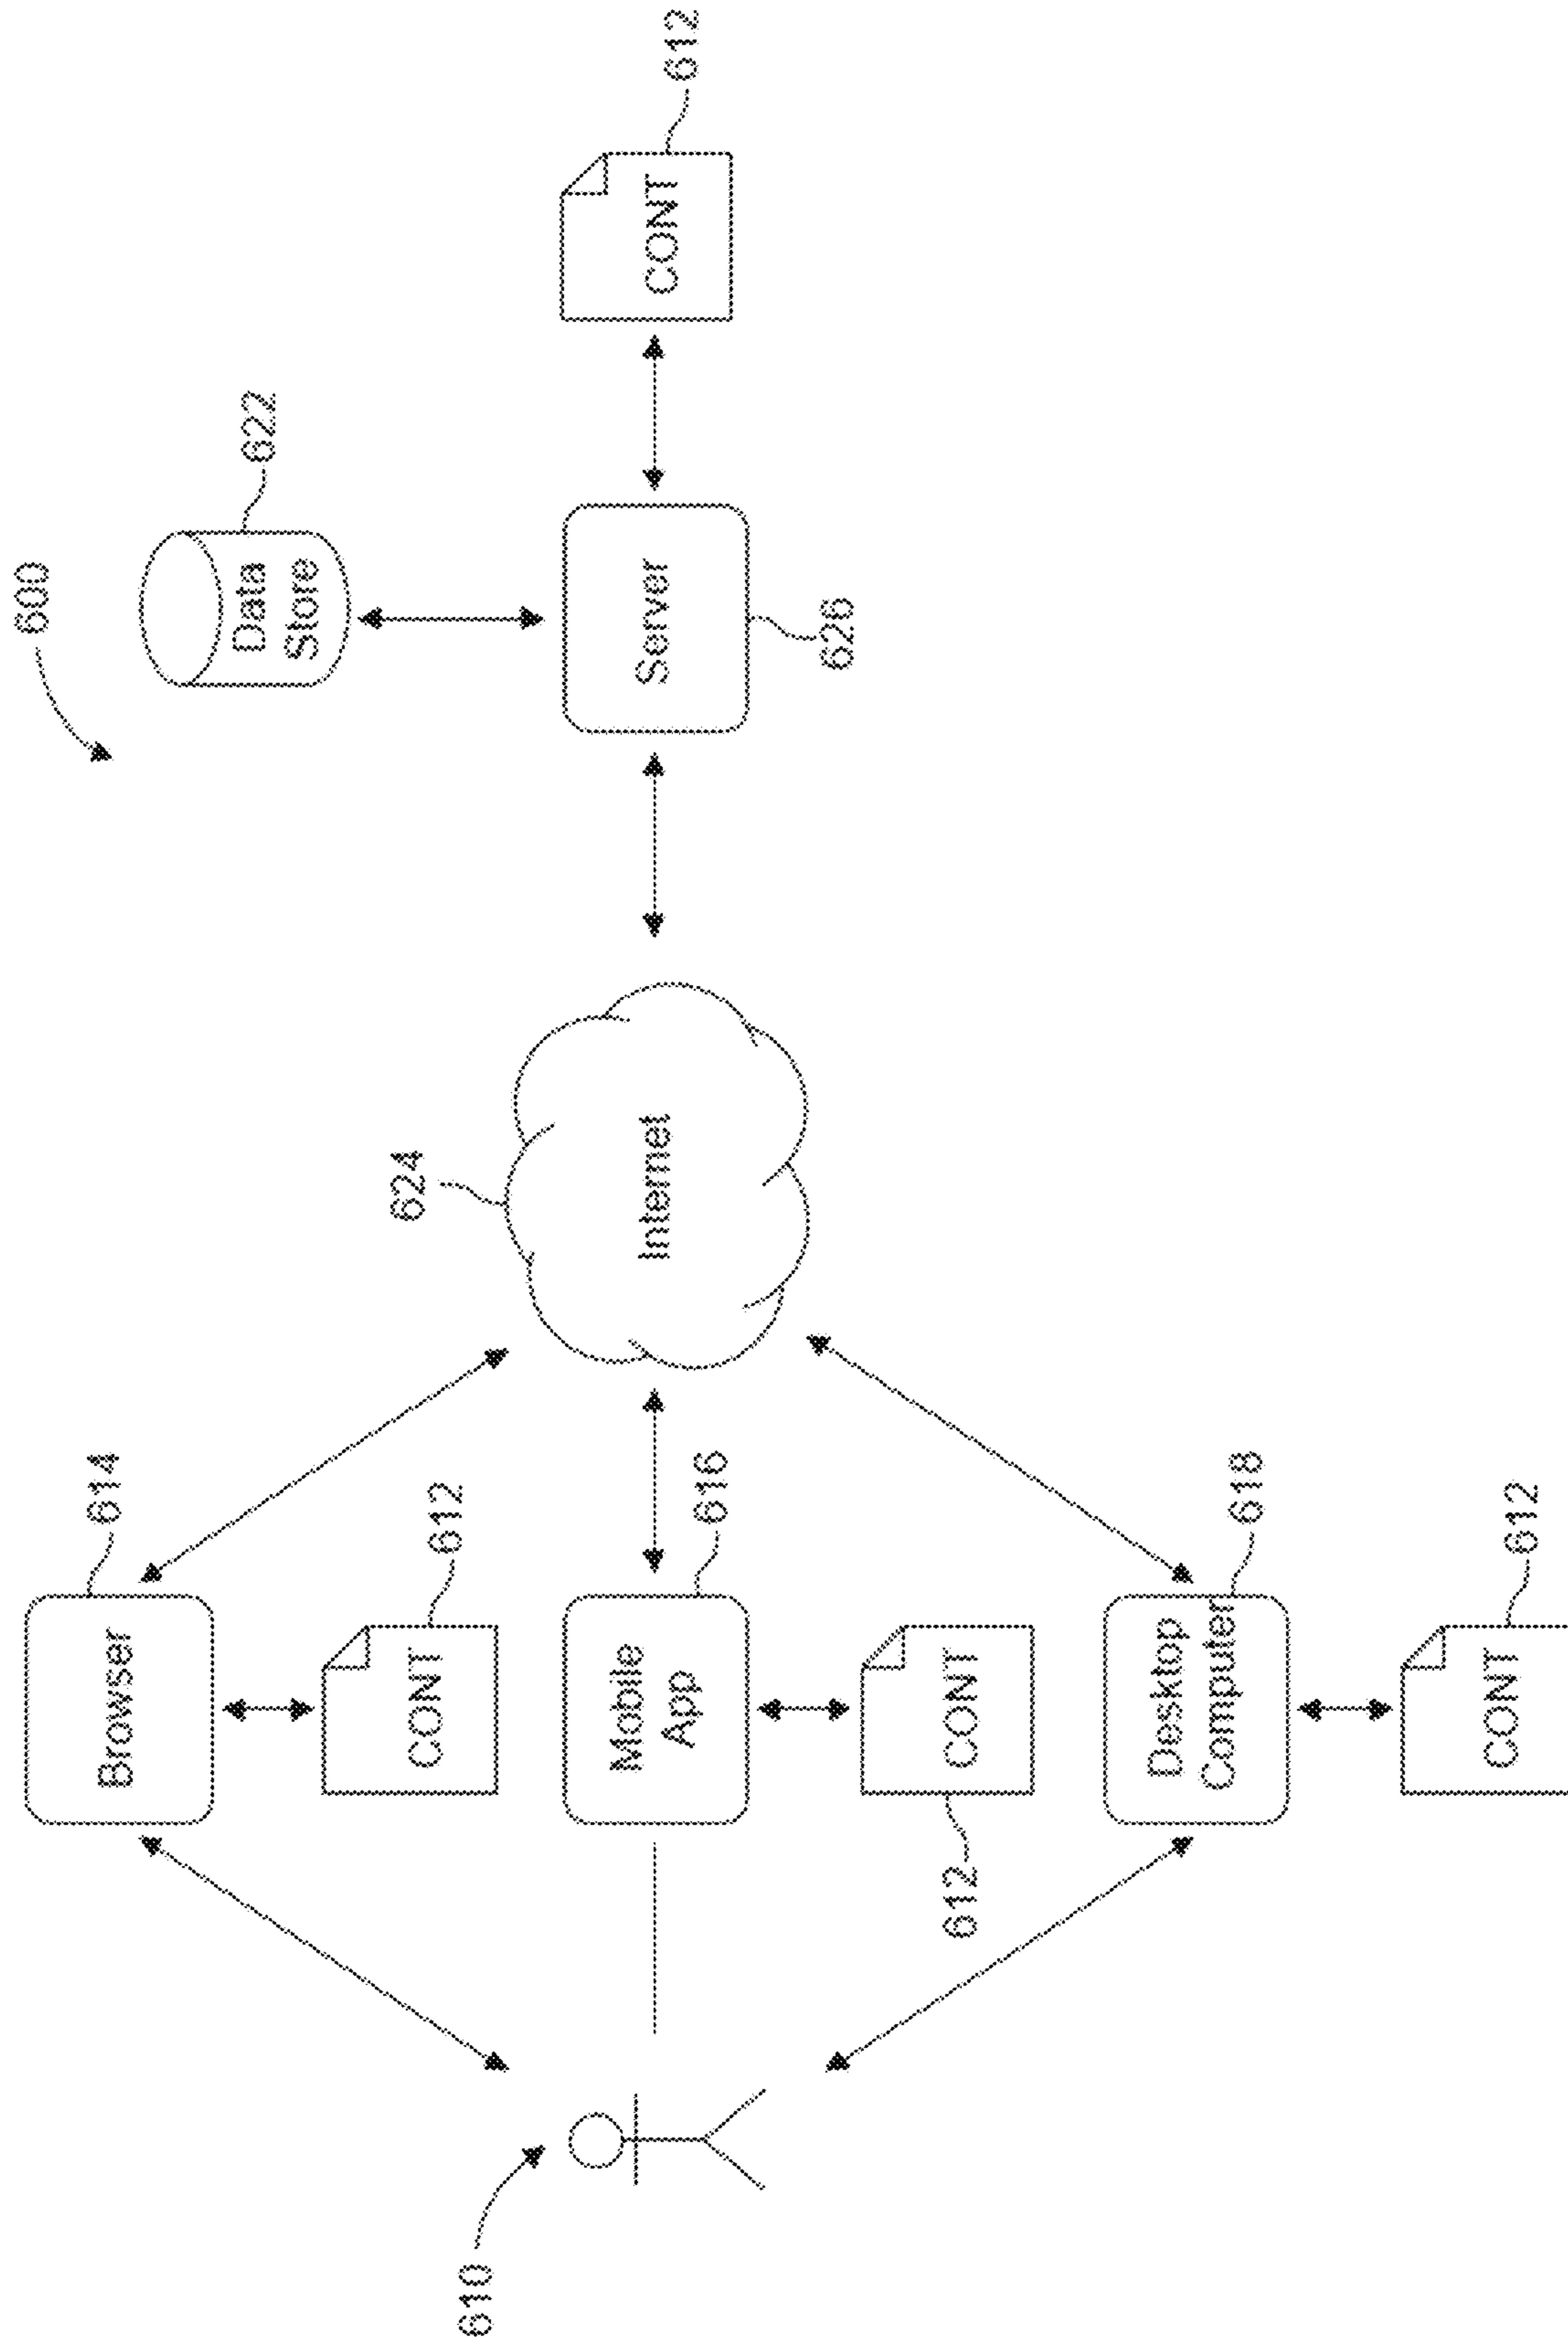 600
Browser
614
CONT
612
Data
Store
622
624
610
Mobile
App
616
Internet
Server
626
CONT
612
CONT
612
Desktop
Computer
618
CONT
612